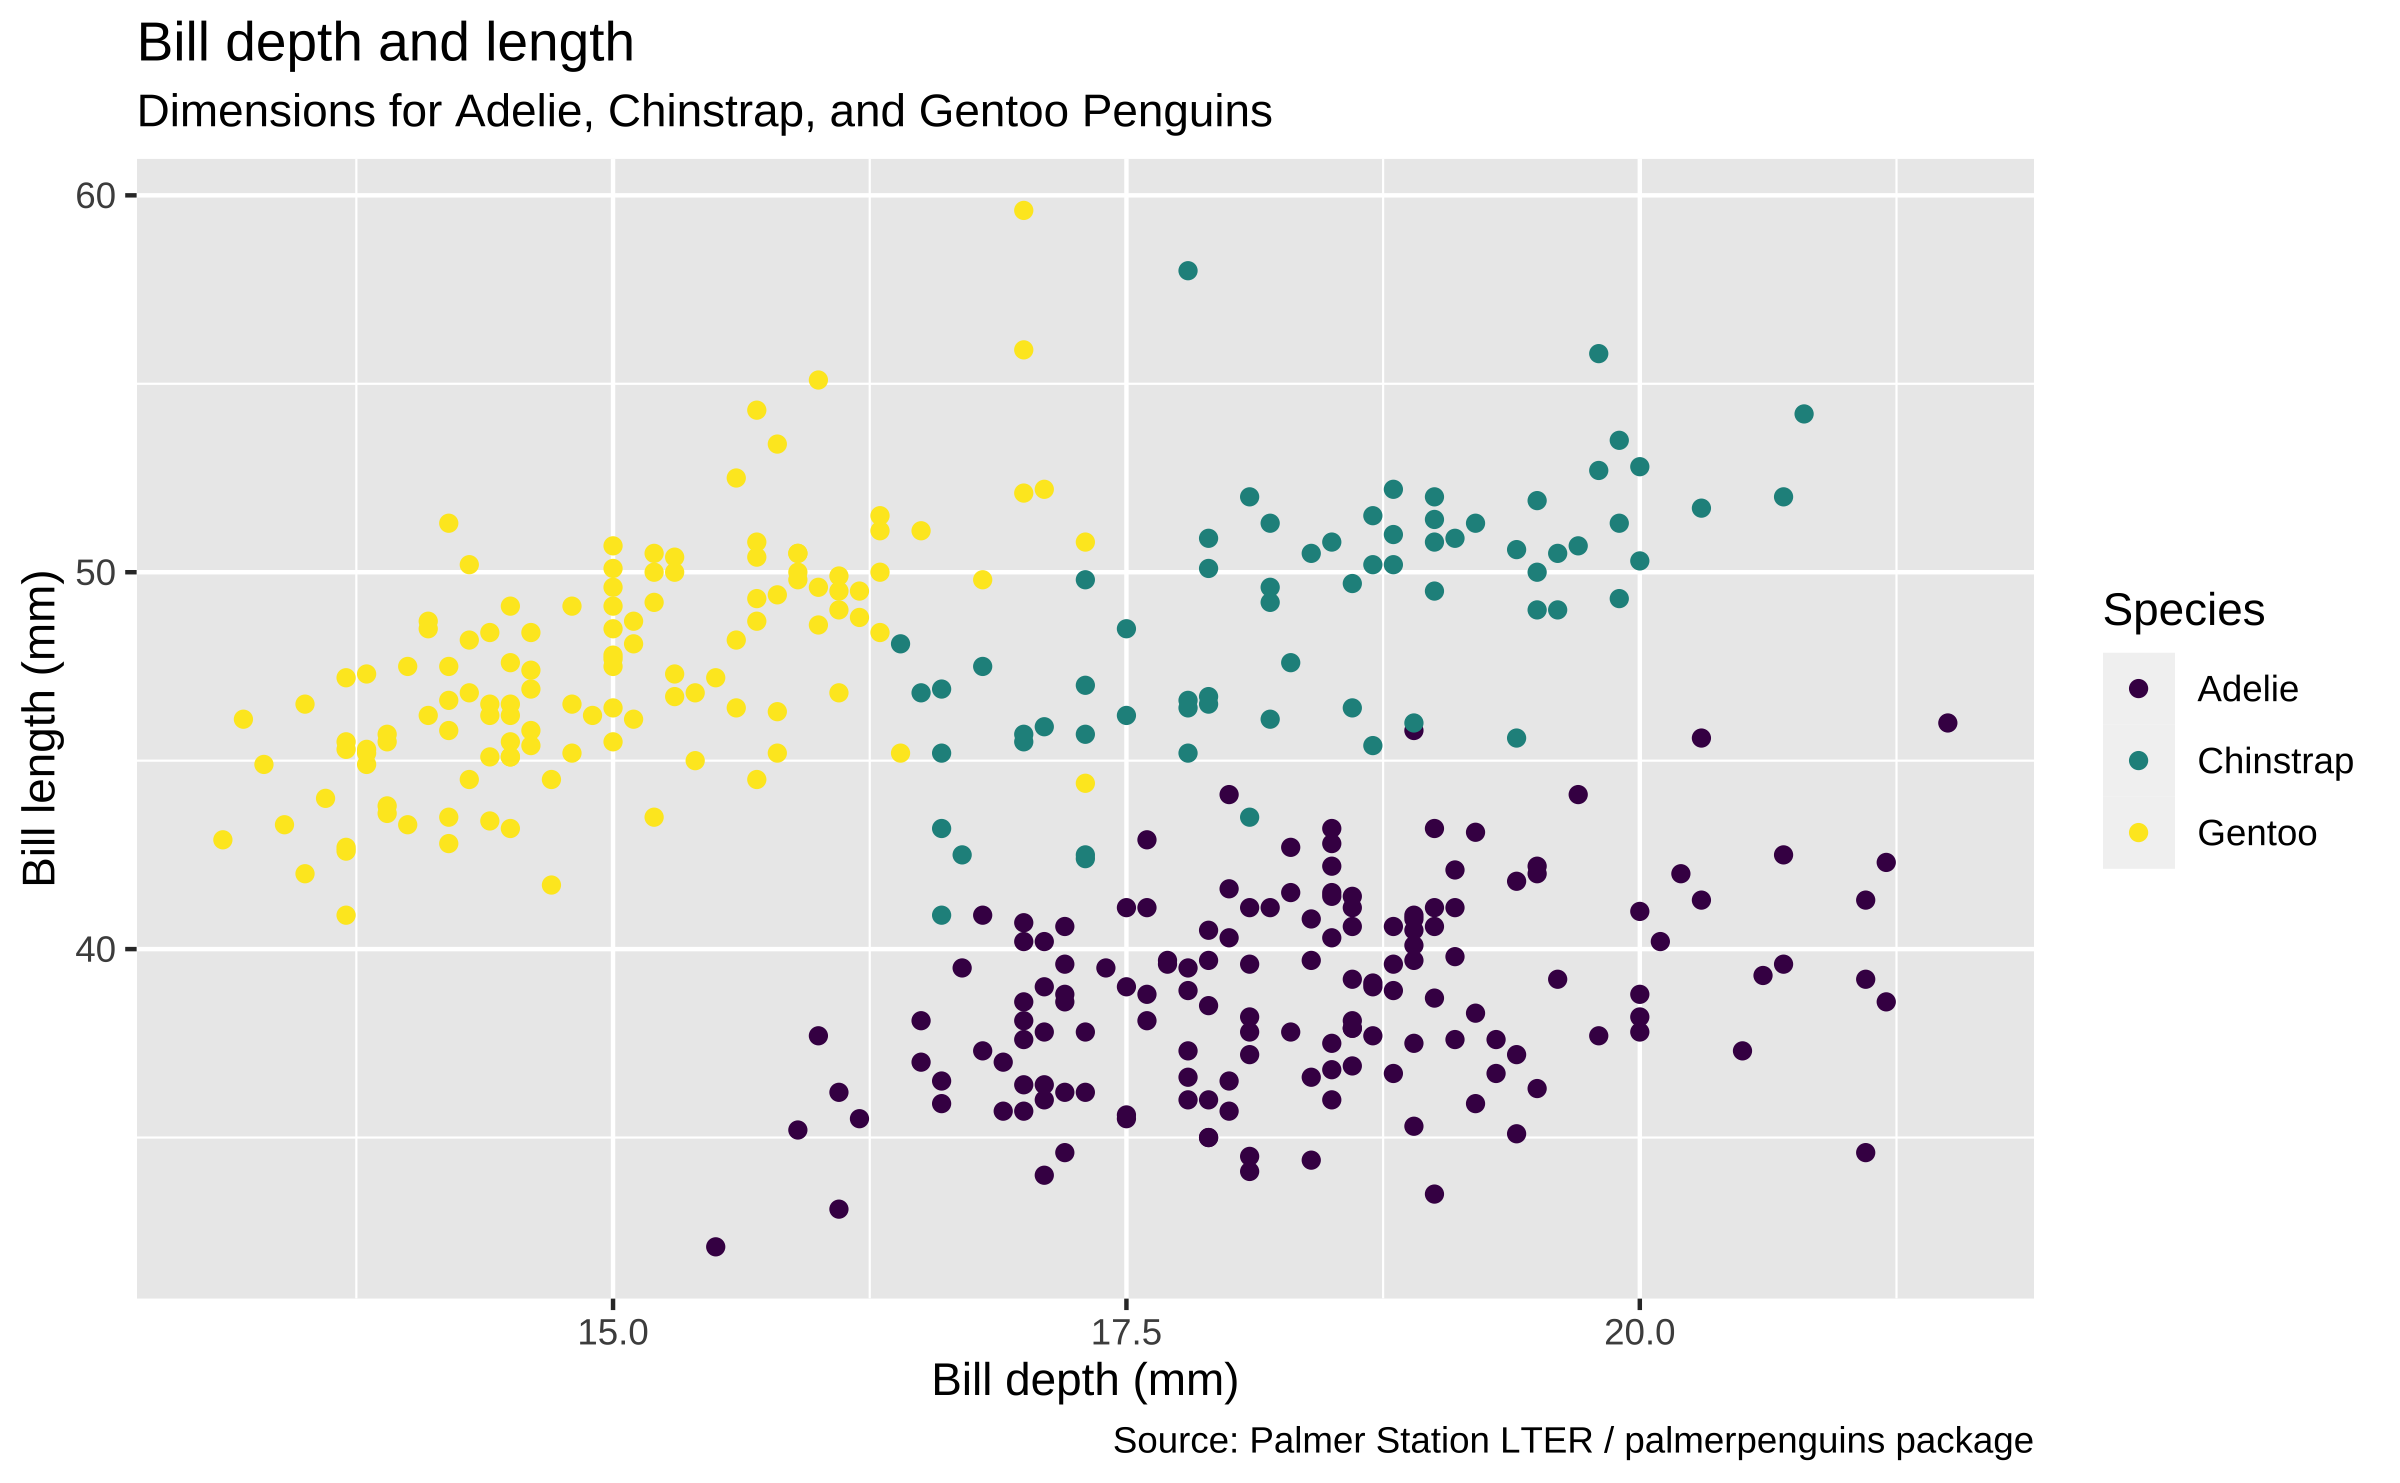 Bill depth and length
Dimensions for Adelie, Chinstrap, and Gentoo Penguins
Bill length (mm)
60
50
40
15.0 17.5 20.0
Bill depth (mm)
Species
Adelie
Chinstrap
Gentoo
Source: Palmer Station LTER / palmerpenguins package